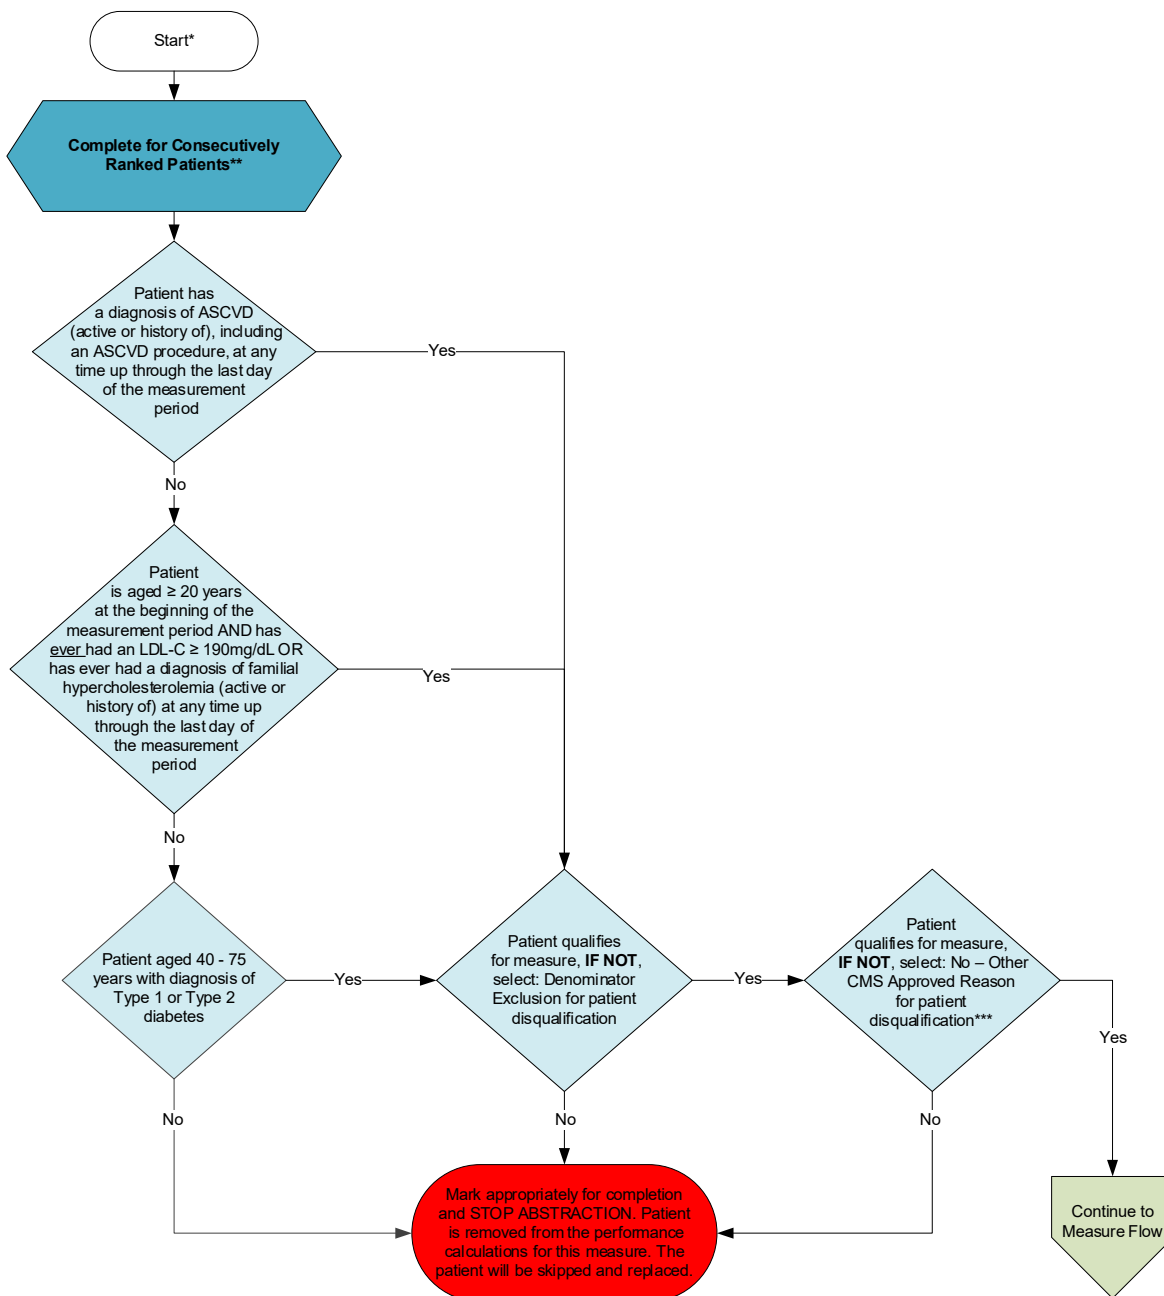 Start*
Complete for Consecutively
Ranked Patients**
Patient has
a diagnosis of ASCVD
(active or history of), including
an ASCVD procedure, at any
time up through the last day
of the measurement
period
Yes
No
Patient
is aged ≥ 20 years
at the beginning of the
measurement period AND has
ever had an LDL-C ≥ 190mg/dL OR
has ever had a diagnosis of familial
hypercholesterolemia (active or
history of) at any time up
through the last day of
the measurement
period
Yes
No
Patient aged 40 - 75
years with diagnosis of
Type 1 or Type 2
diabetes
Yes
No
Patient qualifies
for measure, IF NOT,
select: Denominator
Exclusion for patient
disqualification
Yes
No
Patient
qualifies for measure,
IF NOT, select: No – Other
CMS Approved Reason
for patient
disqualification***
Yes
No
Mark appropriately for completion
and STOP ABSTRACTION. Patient
is removed from the performance
calculations for this measure. The
patient will be skipped and replaced.
Continue to
Measure Flow